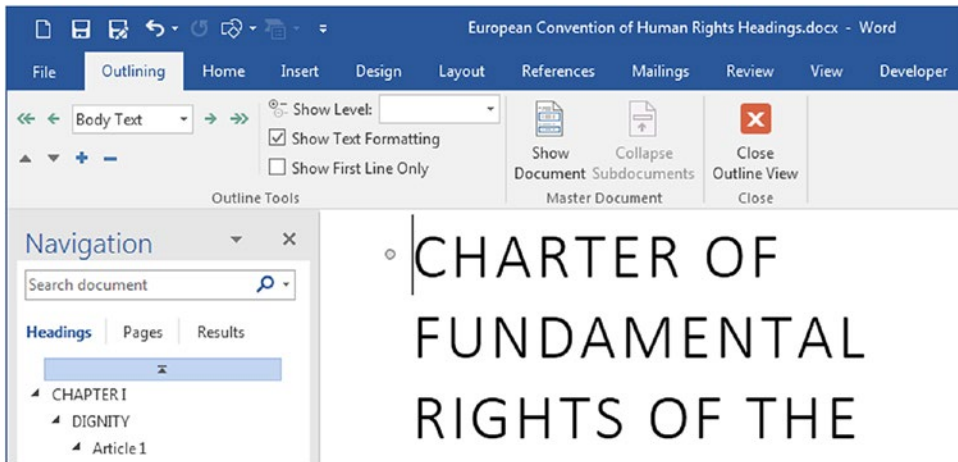 European Convention of Human Rights Headings.docx - Word
File Outlining Home Insert Design Layout References Mailings Review View Developer
Body Text
Show Level:
Show Text Formatting
Show First Line Only
Outline Tools
Show Document
Collapse Subdocuments
Master Document
Close Outline View
Close
Navigation
Search document
Headings Pages Results
CHAPTER I
DIGNITY
Article 1
CHARTER OF
FUNDAMENTAL
RIGHTS OF THE